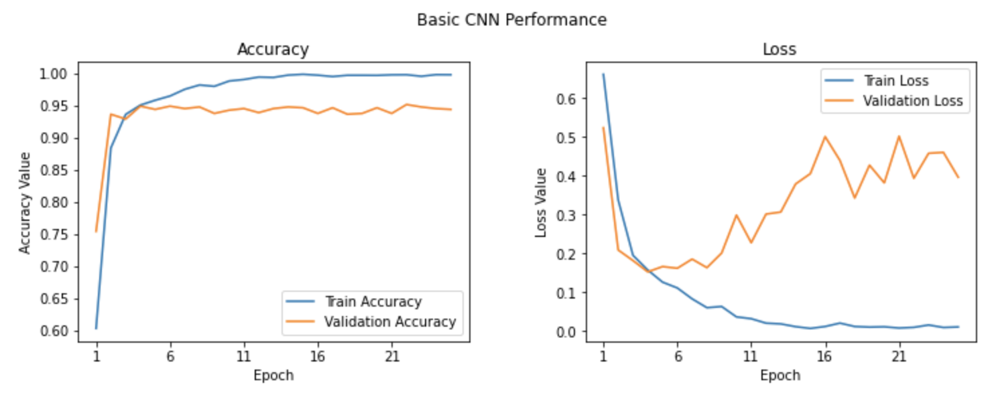 Basic CNN Performance
Accuracy
Accuracy Value
1.00
0.95
0.90
0.85
0.80
0.75
0.70
0.65
0.60
Train Accuracy
Validation Accuracy
1 6 11 16 21
Epoch
Loss
Loss Value
0.6
0.5
0.4
0.3
0.2
0.1
0.0
Train Loss
Validation Loss
1 6 11 16 21
Epoch